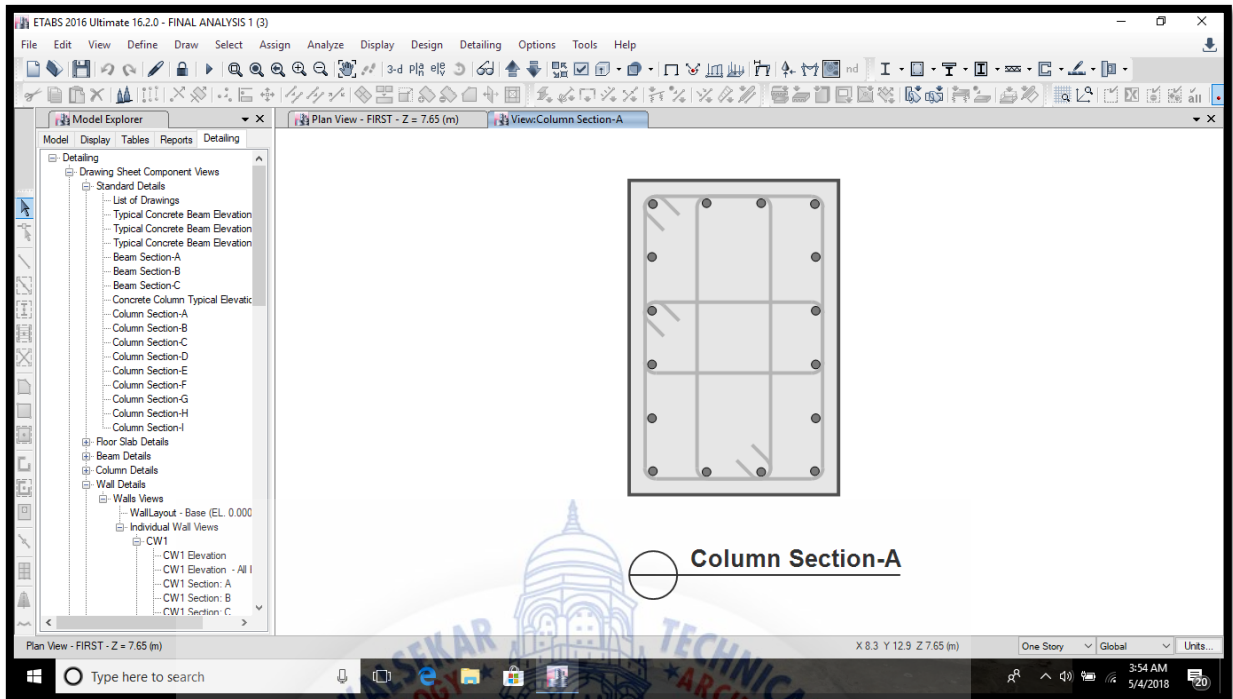 ETABS 2016 Ultimate 16.2.0 - FINAL ANALYSIS 1 (3)
File Edit View Define Draw Select Assign Analyze Display Design Detailing Options Tools Help
3-d
nd
all
Model Explorer
Plan View - FIRST - Z = 7.65 (m)
View:Column Section-A
Model Display Tables Reports Detailing
Detailing
Drawing Sheet Component Views
Standard Details
List of Drawings
Typical Concrete Beam Elevation
Typical Concrete Beam Elevation
Typical Concrete Beam Elevation
Beam Section-A
Beam Section-B
Beam Section-C
Concrete Column Typical Elevatic
Column Section-A
Column Section-B
Column Section-C
Column Section-D
Column Section-E
Column Section-F
Column Section-G
Column Section-H
Column Section-I
Floor Slab Details
Beam Details
Column Details
Wall Details
Walls Views
WallLayout - Base (EL. 0.000
Individual Wall Views
CW1
CW1 Elevation
CW1 Elevation - All I
CW1 Section: A
CW1 Section: B
CW1 Section: C
Column Section-A
Plan View - FIRST - Z = 7.65 (m)
X 8.3 Y 12.9 Z 7.65 (m)
One Story
Global
Units...
Type here to search
3:54 AM
5/4/2018
20